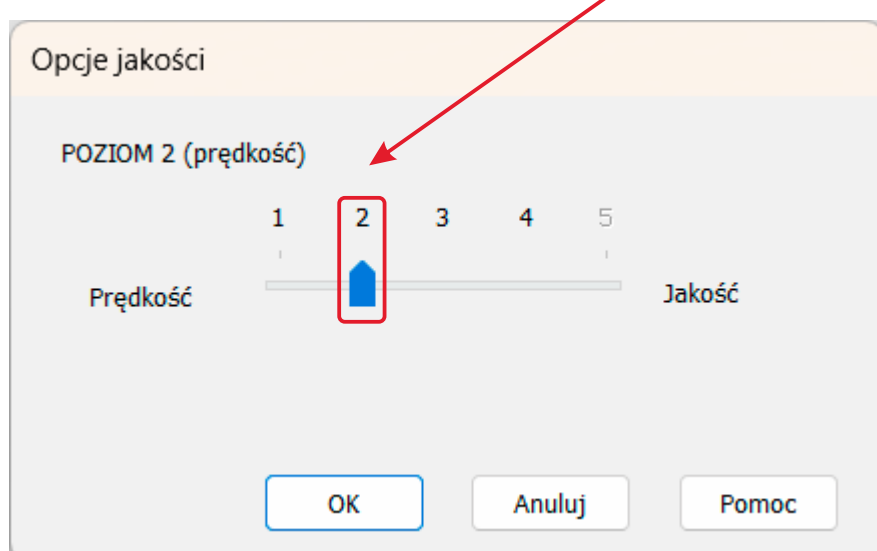 Opcje jakości
POZIOM 2 (prędkość)
1 2 3 4 5
Prędkość Jakość
OK Anuluj Pomoc